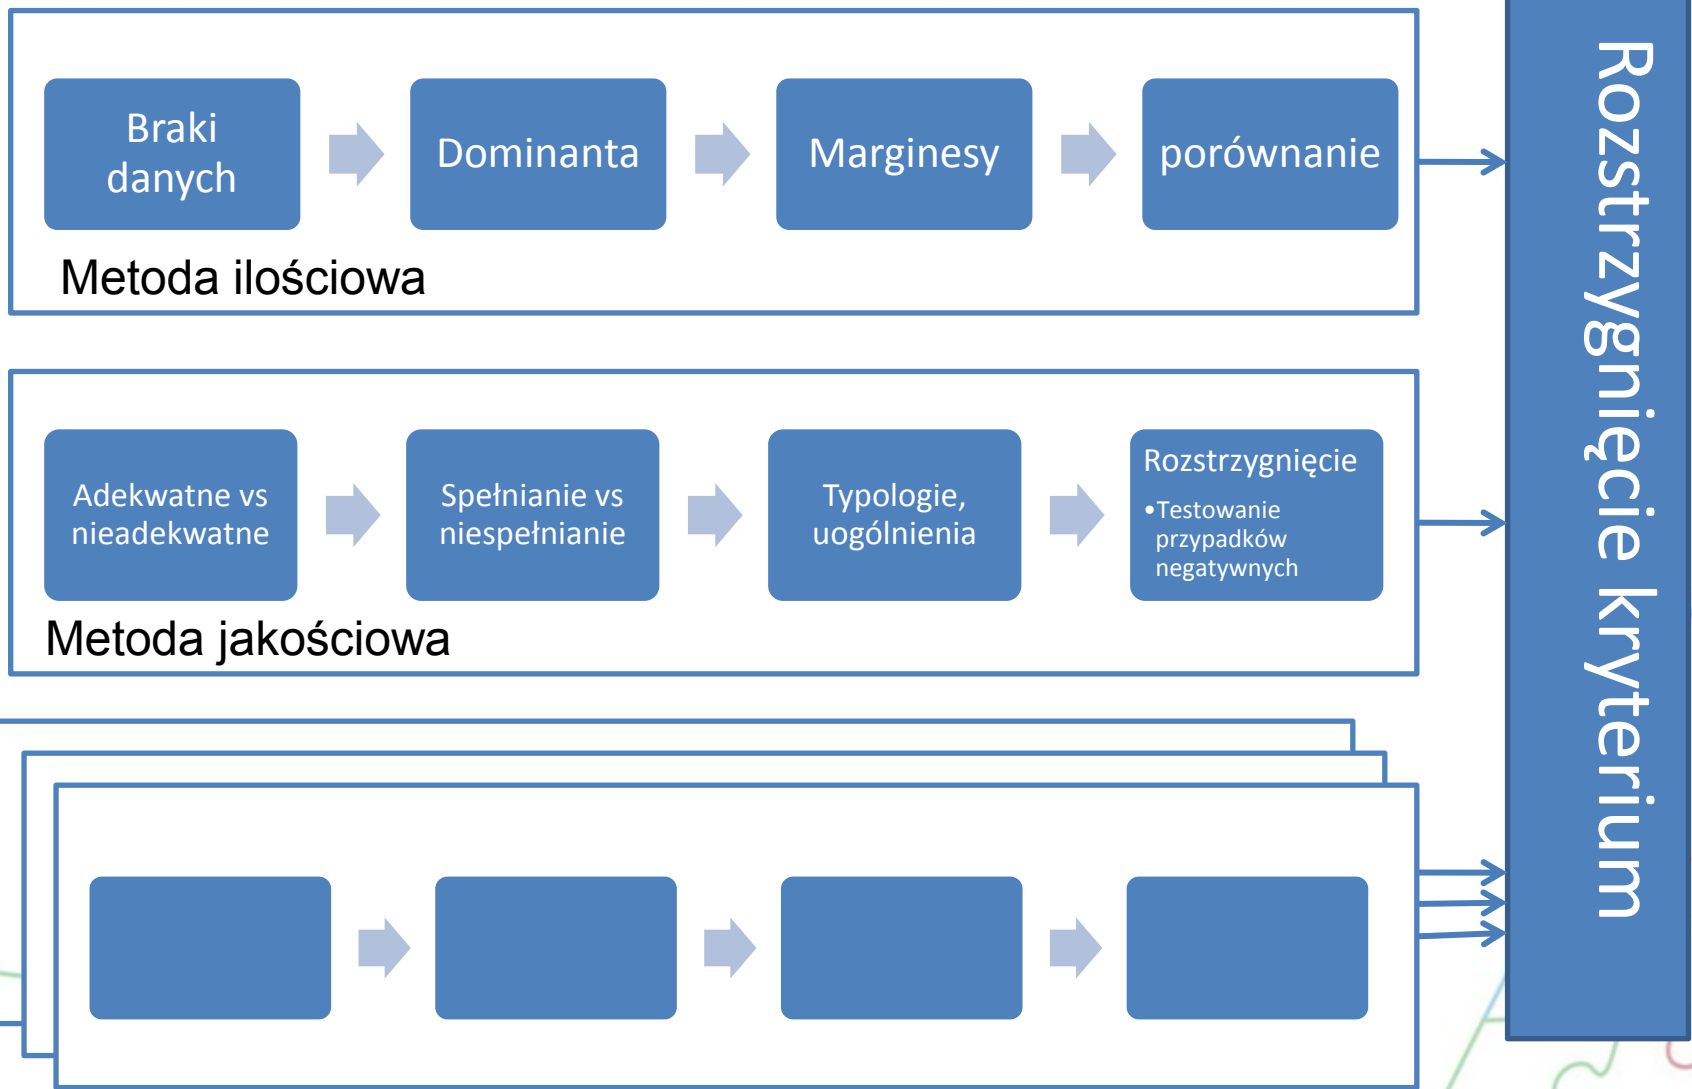 Braki
danych
Dominanta
Marginesy
porównanie
Metoda ilościowa
Adekwatne vs
nieadekwatne
Spełnianie vs
niespełnianie
Typologie,
uogólnienia
Rozstrzygnięcie
•Testowanie
przypadków
negatywnych
Metoda jakościowa
Rozstrzygnięcie kryterium